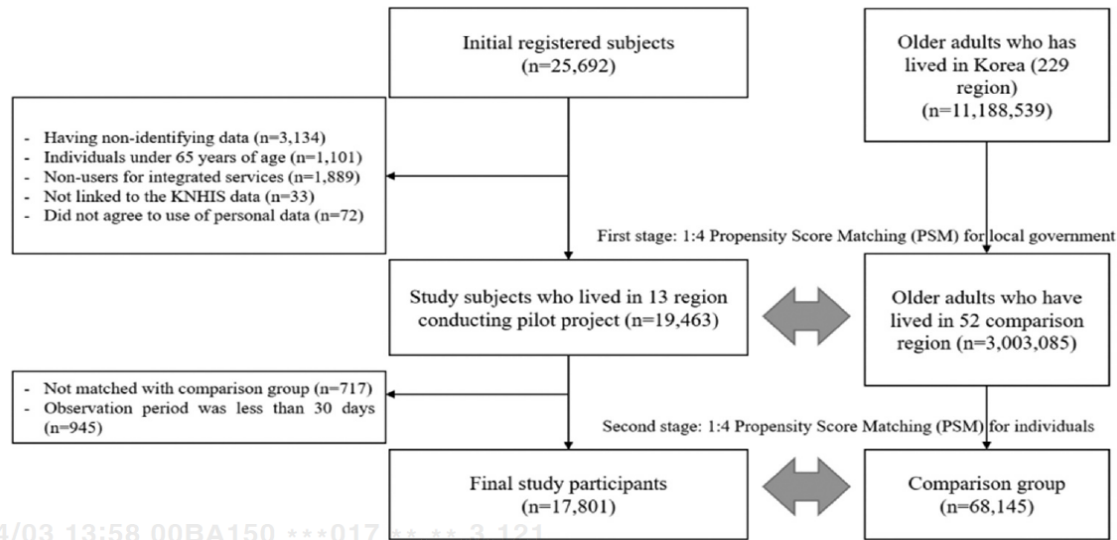 Initial registered subjects
(n=25,692)
Older adults who has
lived in Korea (229
region)
(n=11,188,539)
- Having non-identifying data (n=3,134)
- Individuals under 65 years of age (n=1,101)
- Non-users for integrated services (n=1,889)
- Not linked to the KNHIS data (n=33)
- Did not agree to use of personal data (n=72)
First stage: 1:4 Propensity Score Matching (PSM) for local government
Study subjects who lived in 13 region
conducting pilot project (n=19,463)
Older adults who have
lived in 52 comparison
region (n=3,003,085)
- Not matched with comparison group (n=717)
- Observation period was less than 30 days
(n=945)
Second stage: 1:4 Propensity Score Matching (PSM) for individuals
Final study participants
(n=17,801)
Comparison group
(n=68,145)
4/03 13:58 00BA150 ***017 ** ** 3 121